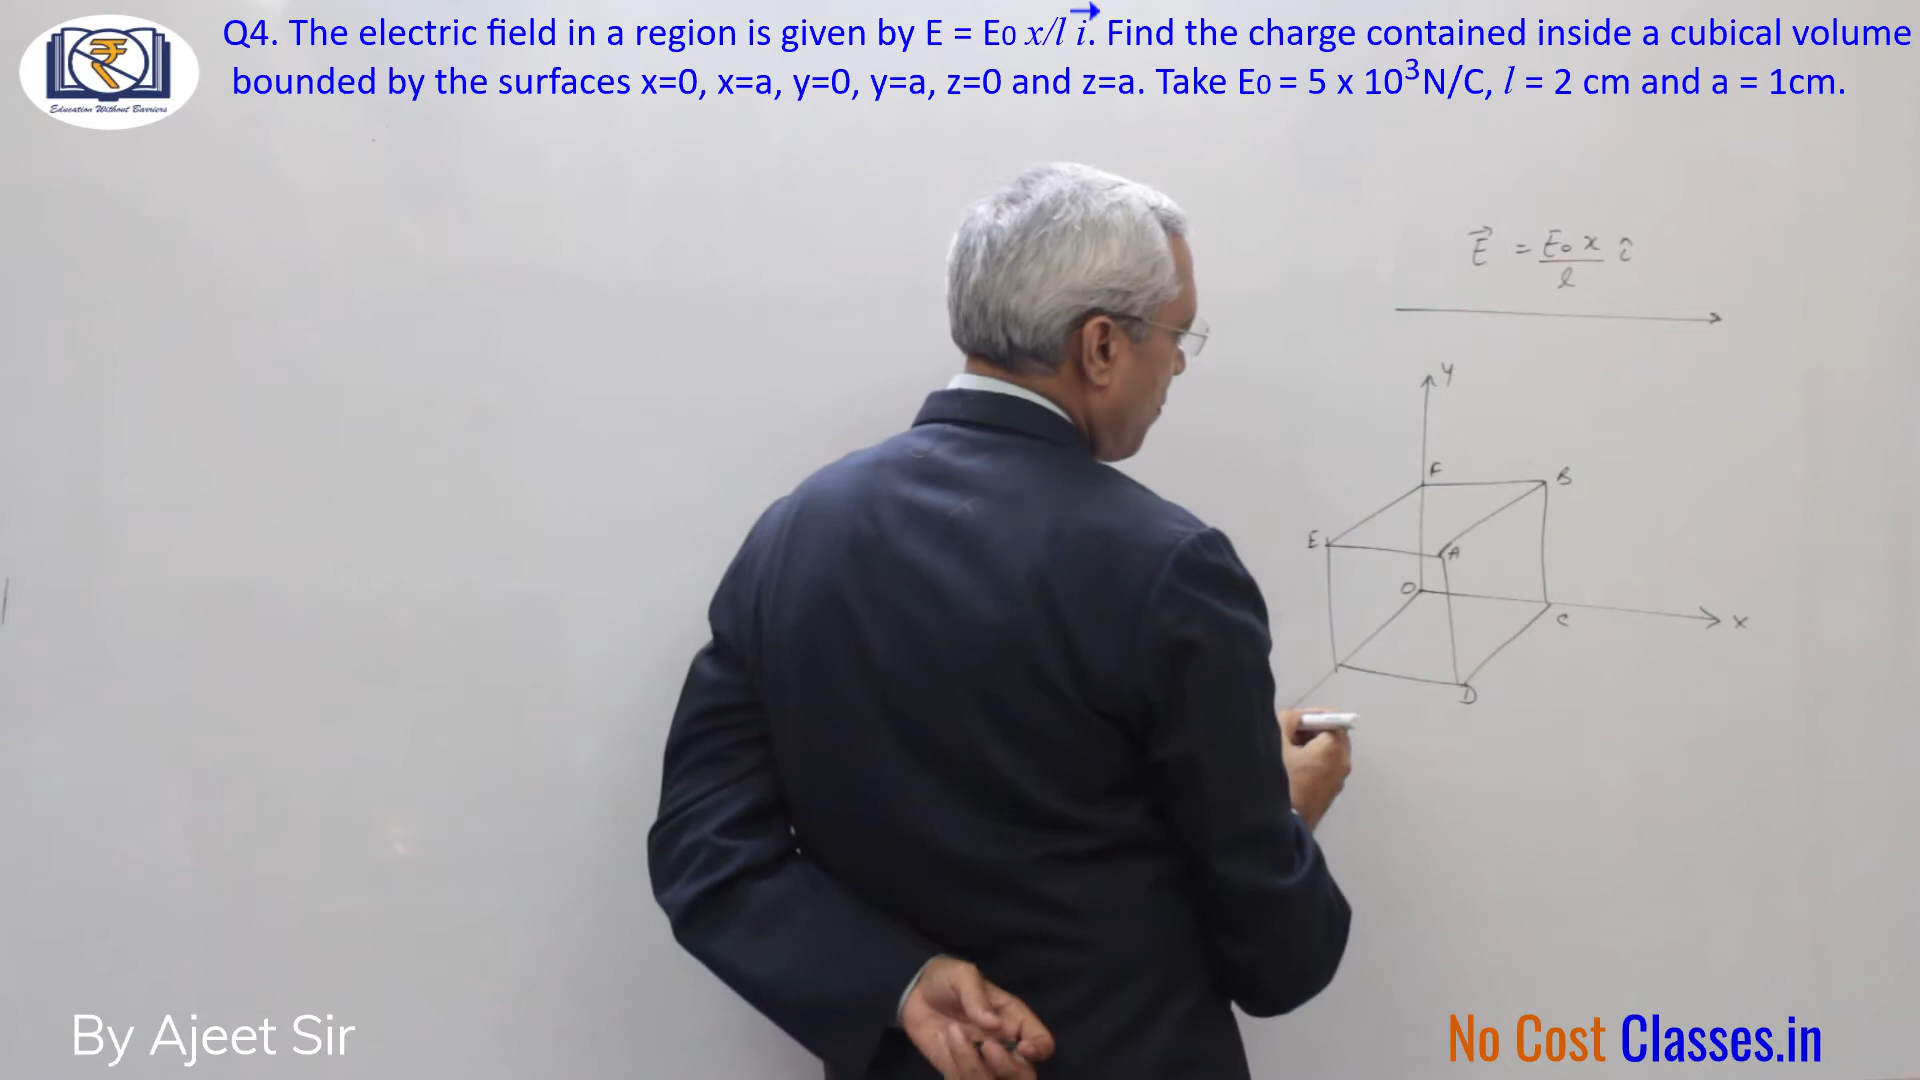 Q4. The electric field in a region is given by E = E0 x/l i⃗. Find the charge contained inside a cubical volume
bounded by the surfaces x=0, x=a, y=0, y=a, z=0 and z=a. Take E0 = 5 x 10³N/C, l = 2 cm and a = 1cm.
Education Without Barriers
E⃗ = E0 x / l î
y
F
B
E
A
O
C
x
D
By Ajeet Sir
No Cost Classes.in